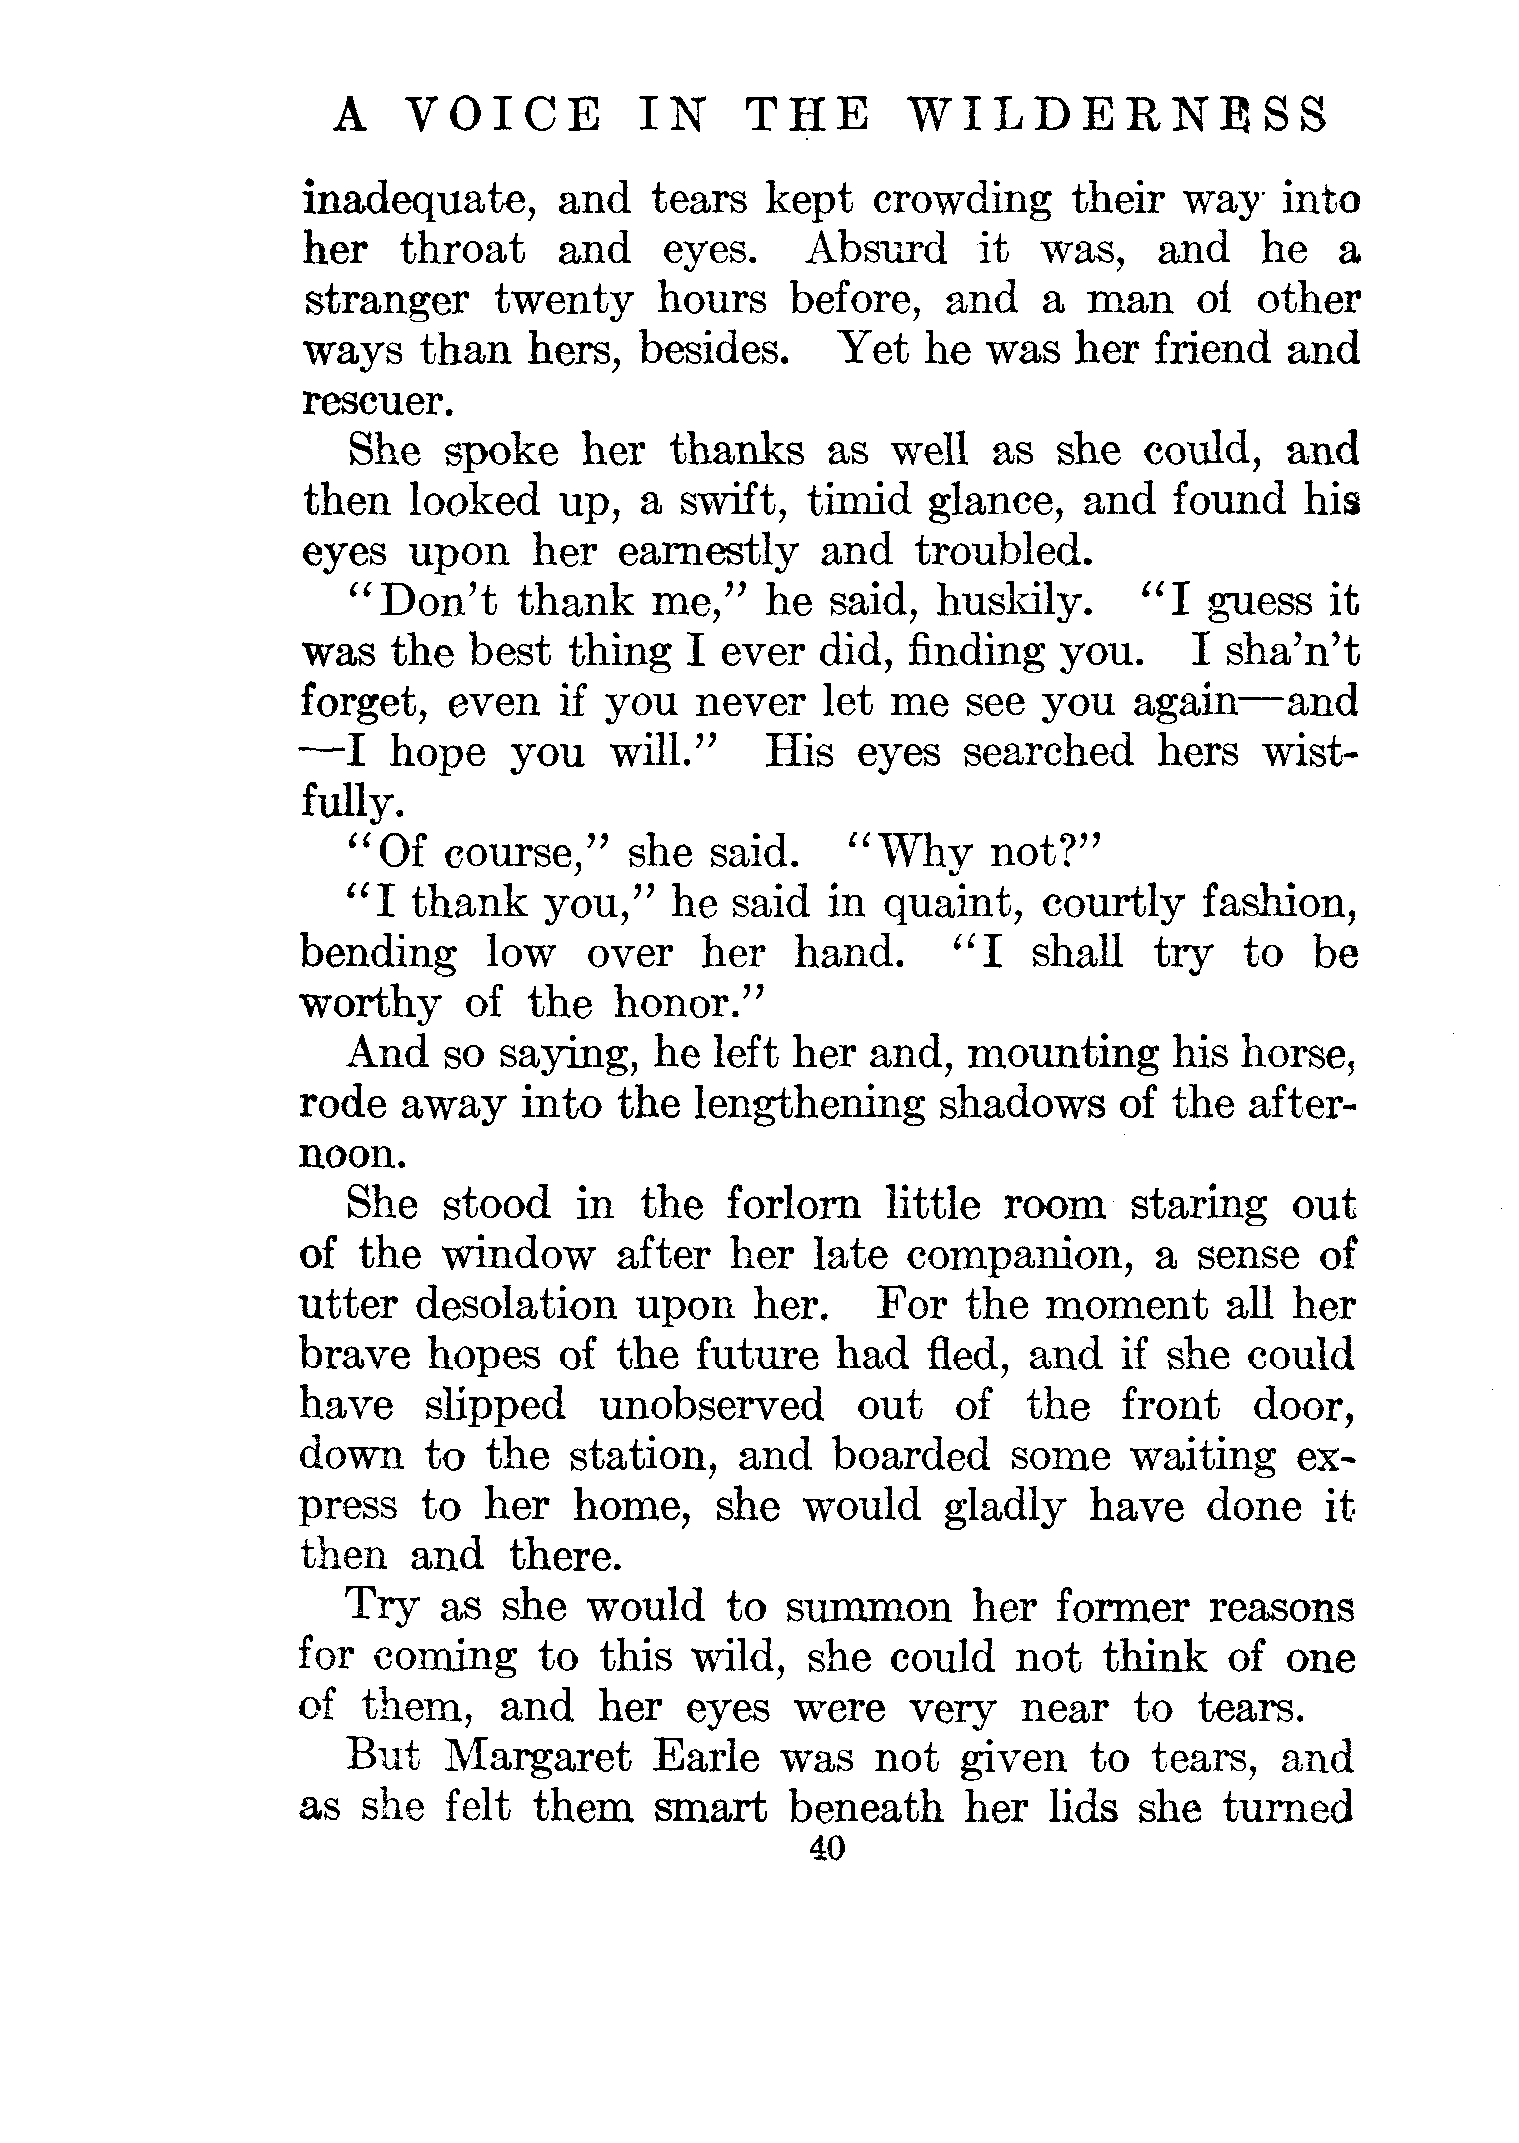 A VOICE IN THE WILDERNESS
inadequate, and tears kept crowding their way into
her throat and eyes. Absurd it was, and he a
stranger twenty hours before, and a man of other
ways than hers, besides. Yet he was her friend and
rescuer.
She spoke her thanks as well as she could, and
then looked up, a swift, timid glance, and found his
eyes upon her earnestly and troubled.
"Don't thank me," he said, huskily. "I guess it
was the best thing I ever did, finding you. I sha'n't
forget, even if you never let me see you again—and
—I hope you will." His eyes searched hers wist-
fully.
"Of course," she said. "Why not?"
"I thank you," he said in quaint, courtly fashion,
bending low over her hand. "I shall try to be
worthy of the honor."
And so saying, he left her and, mounting his horse,
rode away into the lengthening shadows of the after-
noon.
She stood in the forlorn little room staring out
of the window after her late companion, a sense of
utter desolation upon her. For the moment all her
brave hopes of the future had fled, and if she could
have slipped unobserved out of the front door,
down to the station, and boarded some waiting ex-
press to her home, she would gladly have done it
then and there.
Try as she would to summon her former reasons
for coming to this wild, she could not think of one
of them, and her eyes were very near to tears.
But Margaret Earle was not given to tears, and
as she felt them smart beneath her lids she turned
40